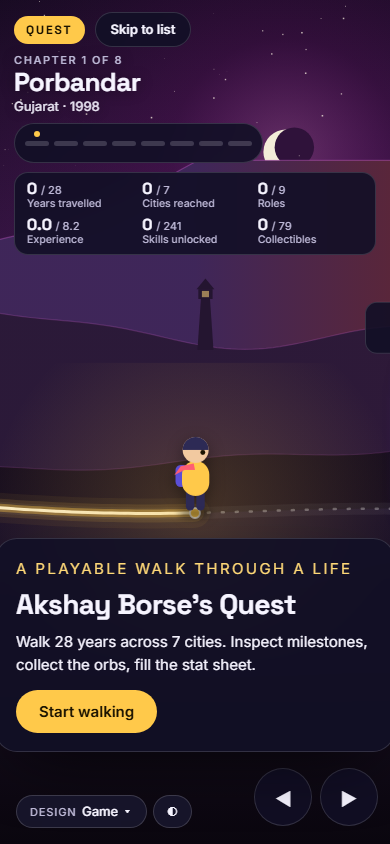 QUEST
Skip to list
CHAPTER 1 OF 8
Porbandar
Gujarat · 1998
0 / 28
Years travelled
0 / 7
Cities reached
0 / 9
Roles
0.0 / 8.2
Experience
0 / 241
Skills unlocked
0 / 79
Collectibles
A PLAYABLE WALK THROUGH A LIFE
Akshay Borse's Quest
Walk 28 years across 7 cities. Inspect milestones,
collect the orbs, fill the stat sheet.
Start walking
DESIGN Game